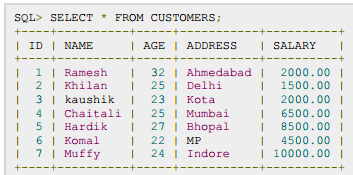 SQL> SELECT * FROM CUSTOMERS;
+----+----------+-----+-----------+----------+
| ID | NAME     | AGE | ADDRESS   | SALARY   |
+----+----------+-----+-----------+----------+
|  1 | Ramesh   |  32 | Ahmedabad |  2000.00 |
|  2 | Khilan   |  25 | Delhi     |  1500.00 |
|  3 | kaushik  |  23 | Kota      |  2000.00 |
|  4 | Chaitali |  25 | Mumbai    |  6500.00 |
|  5 | Hardik   |  27 | Bhopal    |  8500.00 |
|  6 | Komal    |  22 | MP        |  4500.00 |
|  7 | Muffy    |  24 | Indore    | 10000.00 |
+----+----------+-----+-----------+----------+